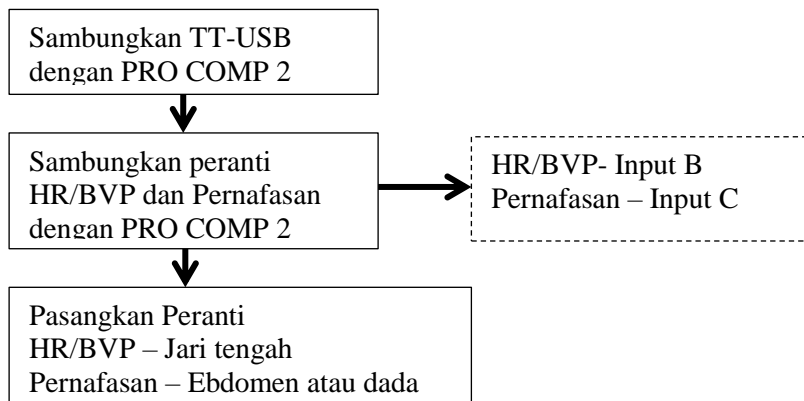 Sambungkan TT-USB
dengan PRO COMP 2
Sambungkan peranti
HR/BVP dan Pernafasan
dengan PRO COMP 2
HR/BVP- Input B
Pernafasan – Input C
Pasangkan Peranti
HR/BVP – Jari tengah
Pernafasan – Ebdomen atau dada